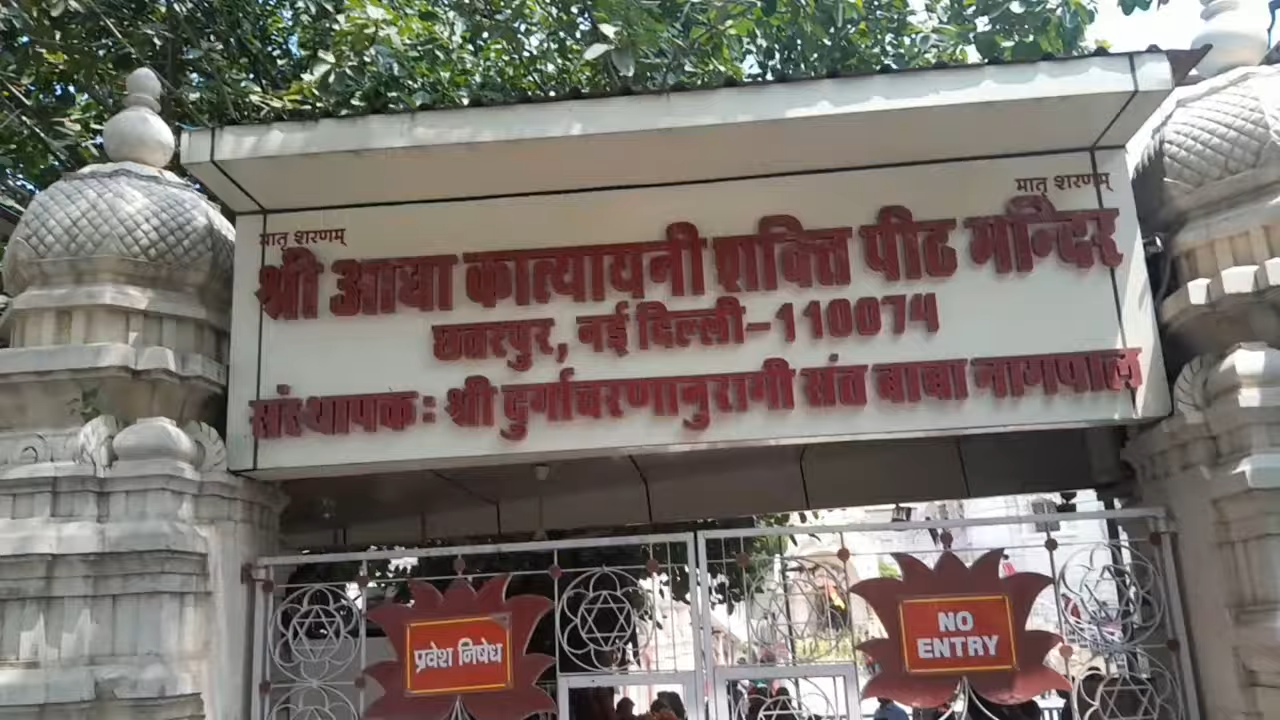 मातृ शरणम्
मातृ शरणम्
श्री आद्या कात्यायनी शक्ति पीठ मन्दिर
छतरपुर, नई दिल्ली-110074
संस्थापक: श्री दुर्गाचरणानुरागी संत बाबा नागपाल
प्रवेश निषेध
NO
ENTRY